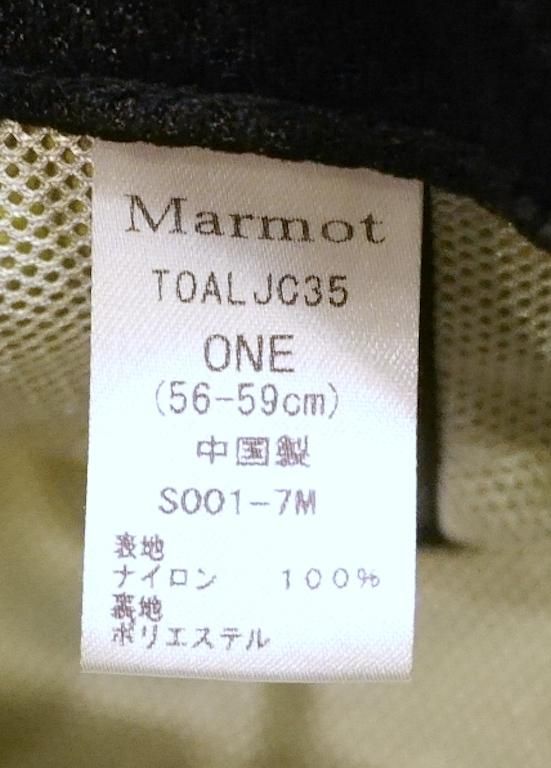 Marmot
TOALJC35
ONE
(56-59cm)
中国製
S001-7M
表地
ナイロン 100%
裏地
ポリエステル